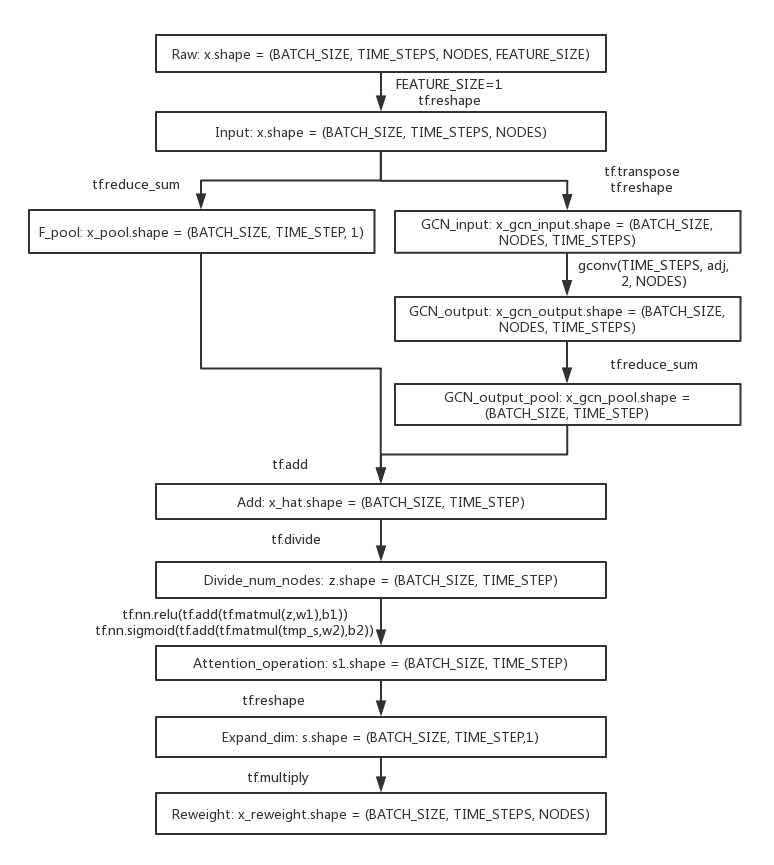 Raw: x.shape = (BATCH_SIZE, TIME_STEPS, NODES, FEATURE_SIZE)
FEATURE_SIZE=1
tf.reshape
Input: x.shape = (BATCH_SIZE, TIME_STEPS, NODES)
tf.reduce_sum
tf.transpose
tf.reshape
F_pool: x_pool.shape = (BATCH_SIZE, TIME_STEP, 1)
GCN_input: x_gcn_input.shape = (BATCH_SIZE,
NODES, TIME_STEPS)
gconv(TIME_STEPS, adj,
2, NODES)
GCN_output: x_gcn_output.shape = (BATCH_SIZE,
NODES, TIME_STEPS)
tf.reduce_sum
GCN_output_pool: x_gcn_pool.shape =
(BATCH_SIZE, TIME_STEP)
tf.add
Add: x_hat.shape = (BATCH_SIZE, TIME_STEP)
tf.divide
Divide_num_nodes: z.shape = (BATCH_SIZE, TIME_STEP)
tf.nn.relu(tf.add(tf.matmul(z,w1),b1))
tf.nn.sigmoid(tf.add(tf.matmul(tmp_s,w2),b2))
Attention_operation: s1.shape = (BATCH_SIZE, TIME_STEP)
tf.reshape
Expand_dim: s.shape = (BATCH_SIZE, TIME_STEP,1)
tf.multiply
Reweight: x_reweight.shape = (BATCH_SIZE, TIME_STEPS, NODES)